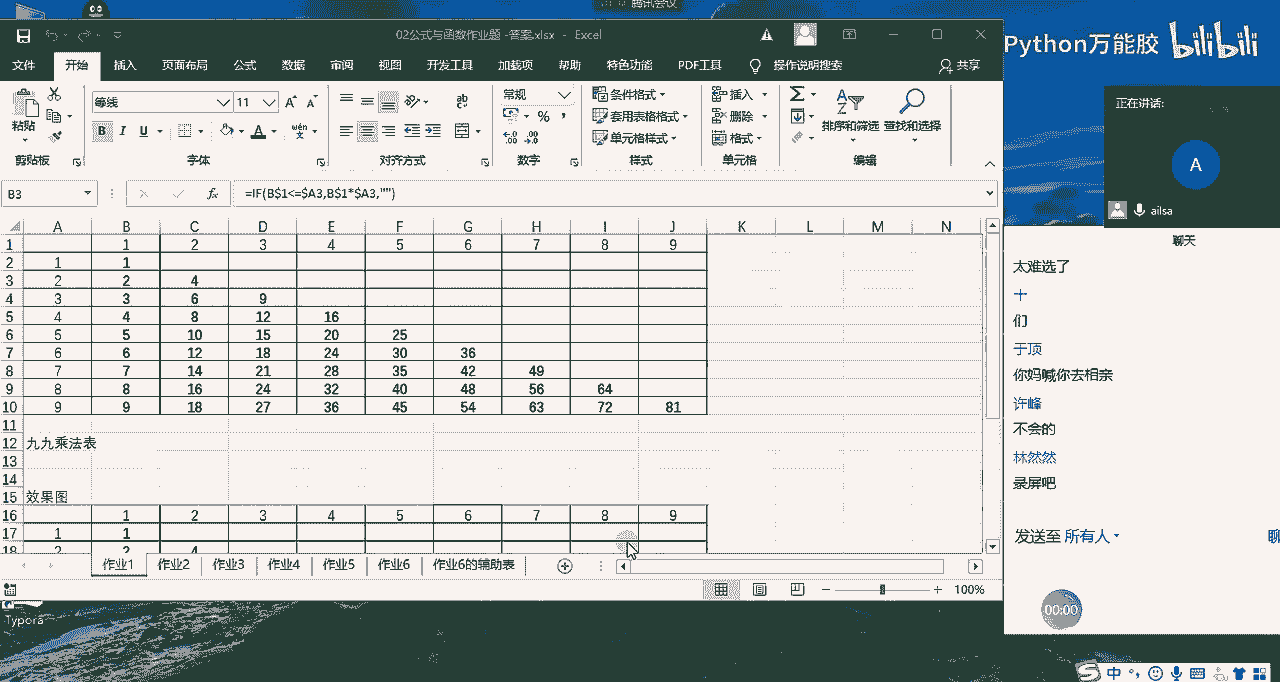 腾讯会议
02公式与函数作业题 -答案.xlsx - Excel
文件 开始 插入 页面布局 公式 数据 审阅 视图 开发工具 加载项 帮助 特色功能 PDF工具 操作说明搜索 共享
等线 11
常规
条件格式
插入
粘贴
套用表格格式
删除
排序和筛选 查找和选择
B I U
单元格样式
格式
剪贴板 字体 对齐方式 数字 样式 单元格 编辑
B3 fx =IF(B$1<=$A3,B$1*$A3,"")
A B C D E F G H I J K L M N
1 1 2 3 4 5 6 7 8 9
2 1 1
3 2 2 4
4 3 3 6 9
5 4 4 8 12 16
6 5 5 10 15 20 25
7 6 6 12 18 24 30 36
8 7 7 14 21 28 35 42 49
9 8 8 16 24 32 40 48 56 64
10 9 9 18 27 36 45 54 63 72 81
11
12 九九乘法表
13
14
15 效果图
16 1 2 3 4 5 6 7 8 9
17 1 1
18 2 2 4
作业1 作业2 作业3 作业4 作业5 作业6 作业6的辅助表
100%
Typora
Python万能胶 bilibili
正在讲话:
A
ailsa
聊天
太难选了
十
们
于顶
你妈喊你去相亲
许峰
不会的
林然然
录屏吧
发送至 所有人
00:00
中